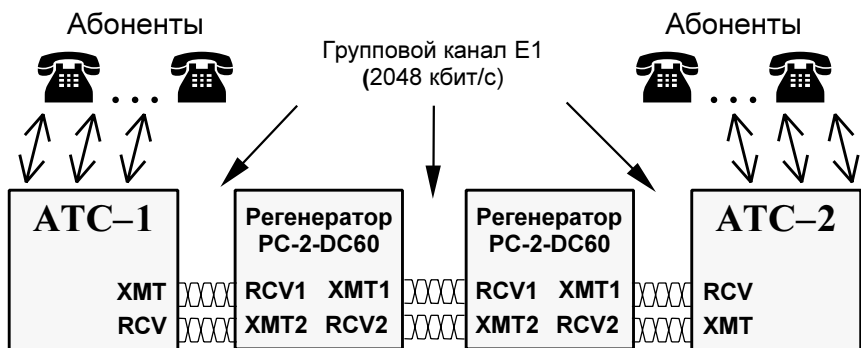 Абоненты
Групповой канал E1
(2048 кбит/с)
Абоненты
. . .
. . .
АТС–1
XMT
RCV
Регенератор
РС-2-DC60
RCV1 XMT1
XMT2 RCV2
Регенератор
РС-2-DC60
RCV1 XMT1
XMT2 RCV2
АТС–2
RCV
XMT